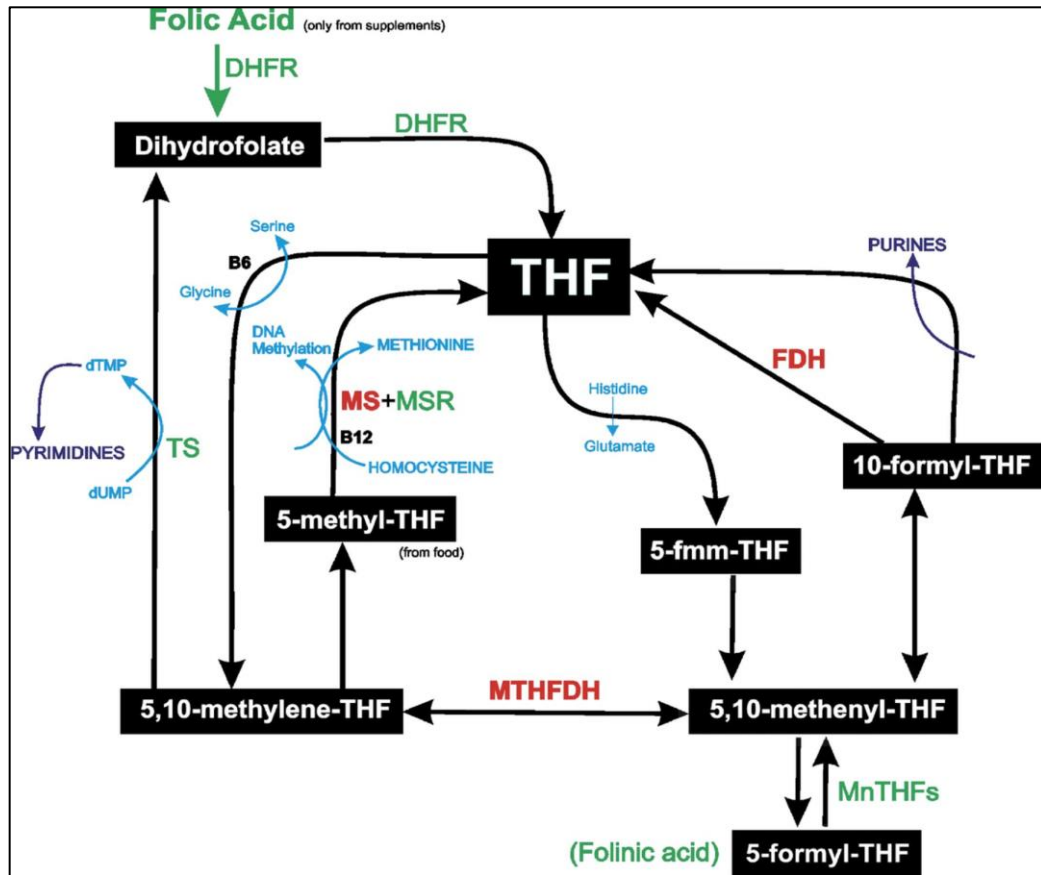 Folic Acid (only from supplements)
DHFR
Dihydrofolate
DHFR
THF
Serine
B6
Glycine
PURINES
DNA
Methylation
METHIONINE
FDH
dTMP
MS+MSR
Histidine
PYRIMIDINES
TS
B12
Glutamate
HOMOCYSTEINE
10-formyl-THF
dUMP
5-methyl-THF
(from food)
5-fmm-THF
MTHFDH
5,10-methylene-THF
5,10-methenyl-THF
MnTHFs
(Folinic acid)
5-formyl-THF